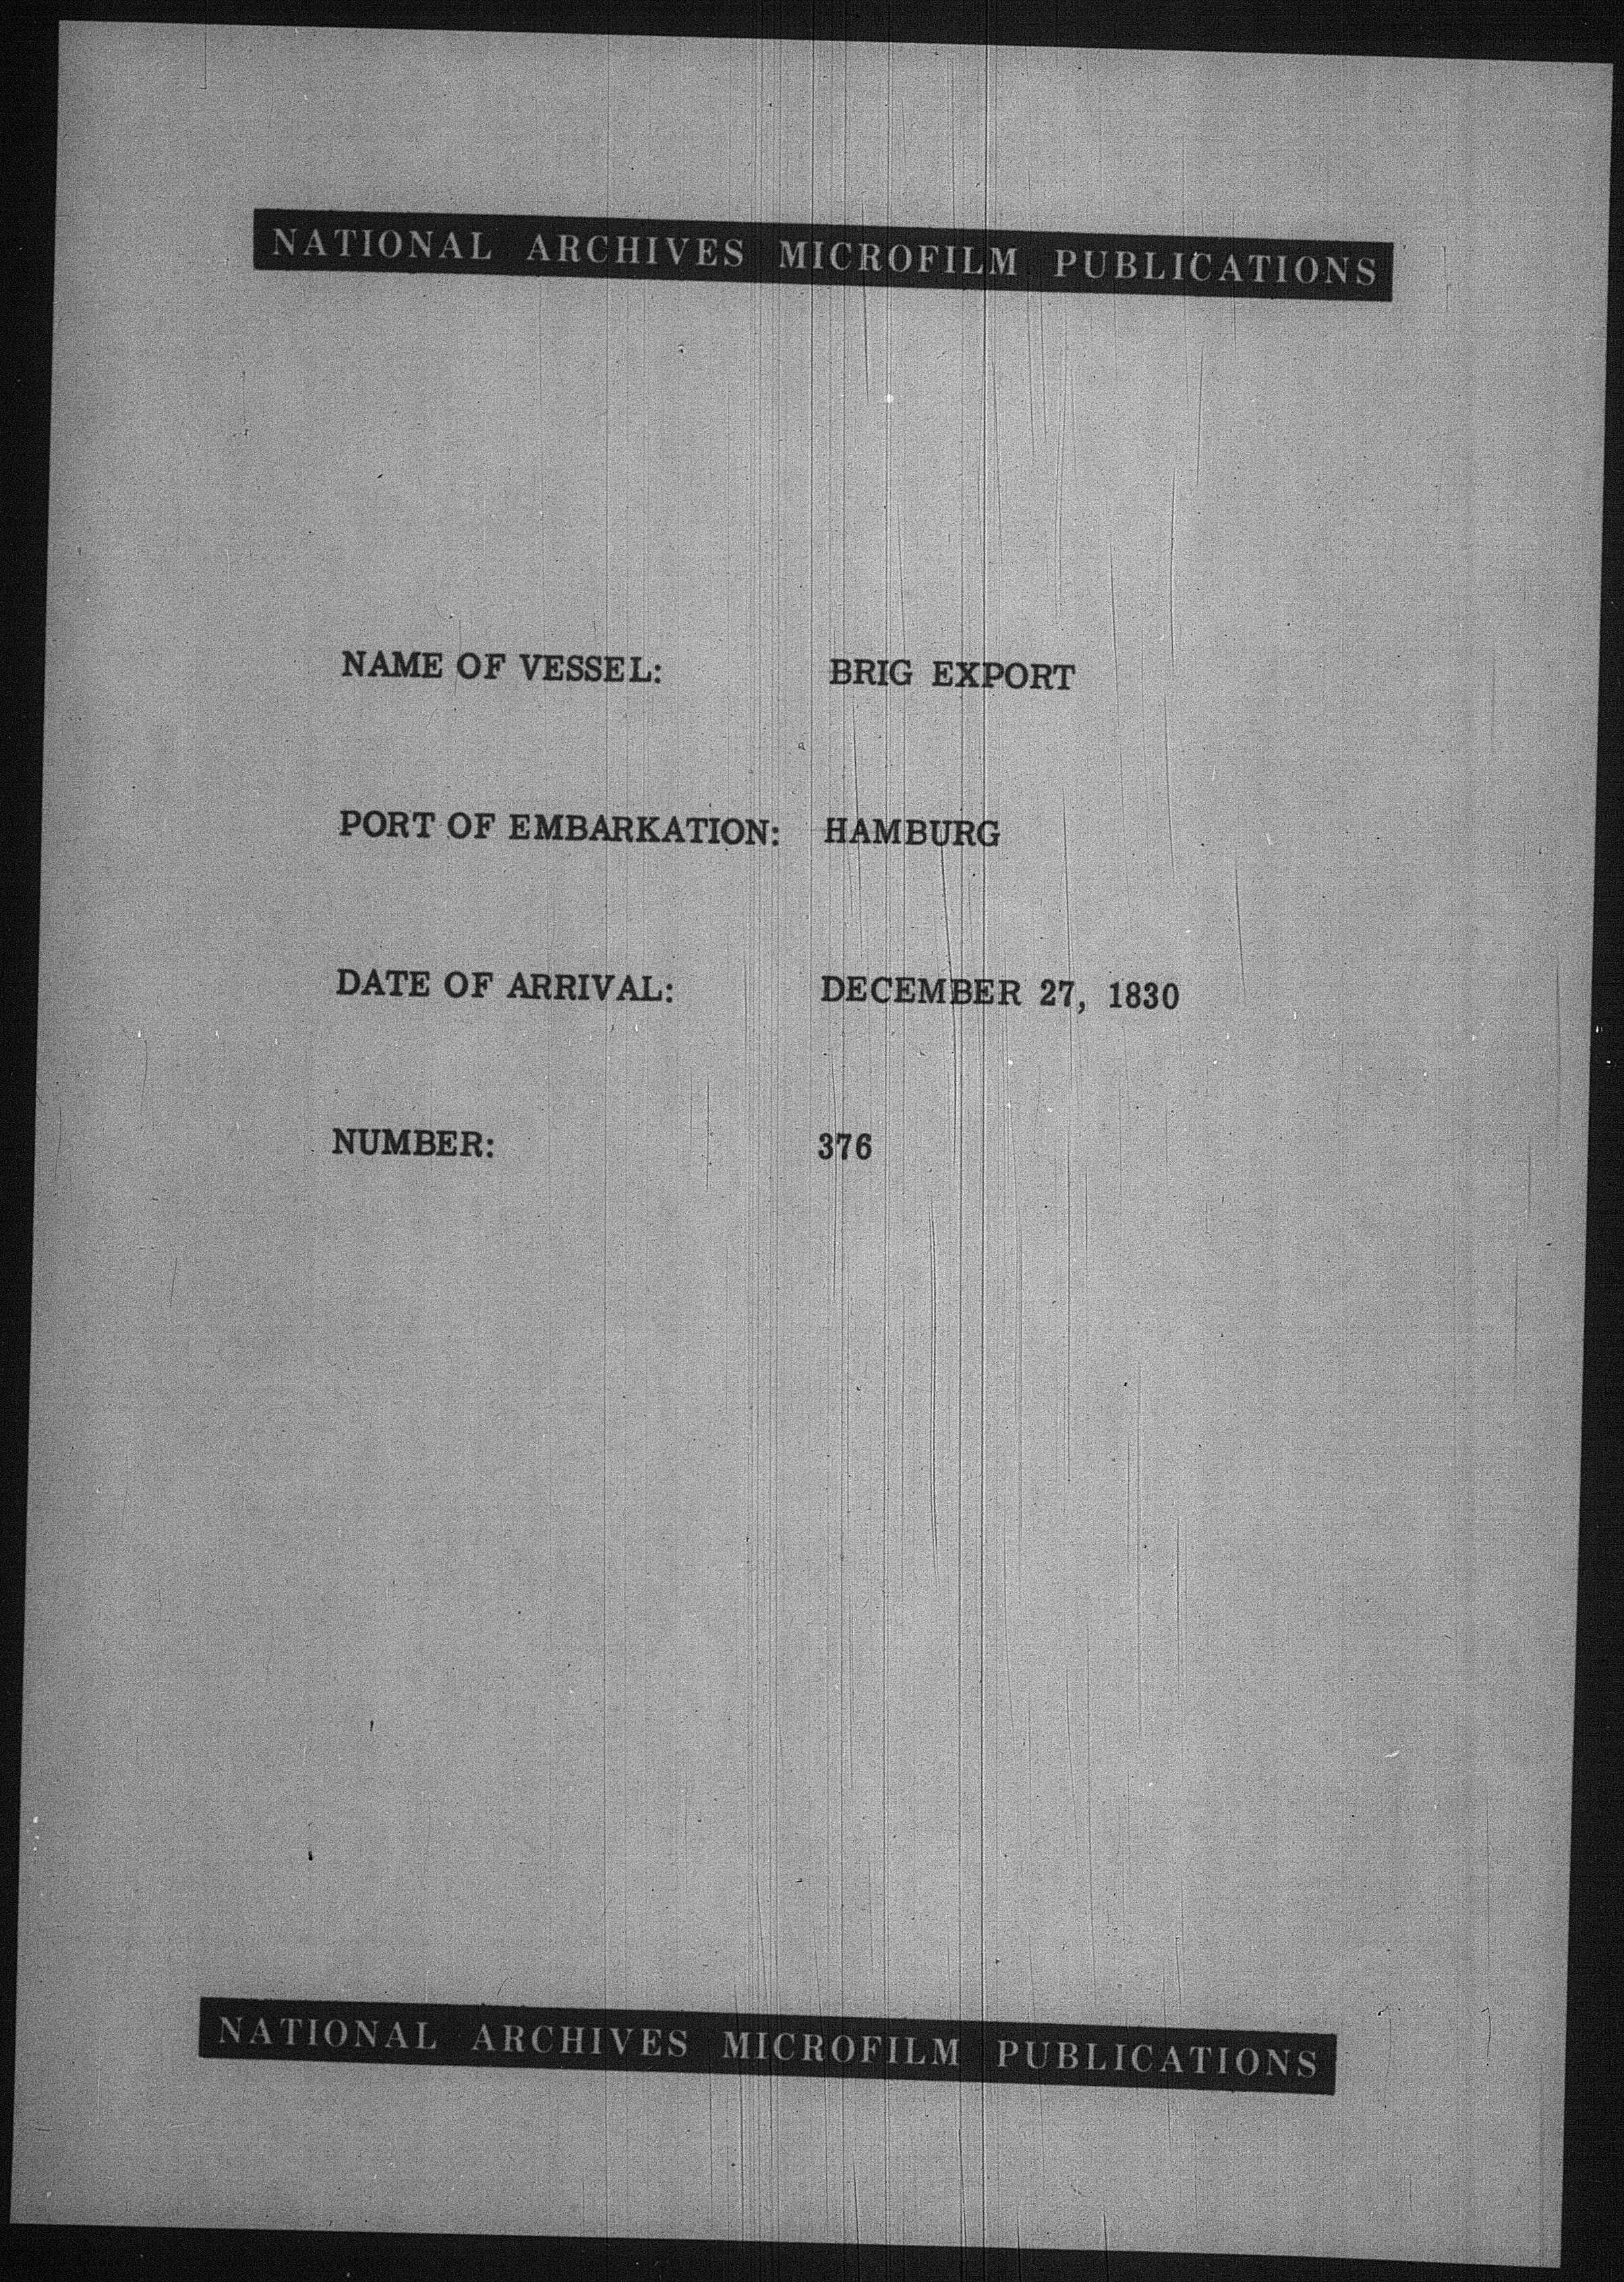 NATIONAL ARCHIVES MICROFILM PUBLICATIONS
NAME OF VESSEL: BRIG EXPORT
PORT OF EMBARKATION: HAMBURG
DATE OF ARRIVAL: DECEMBER 27, 1830
NUMBER: 376
NATIONAL ARCHIVES MICROFILM PUBLICATIONS